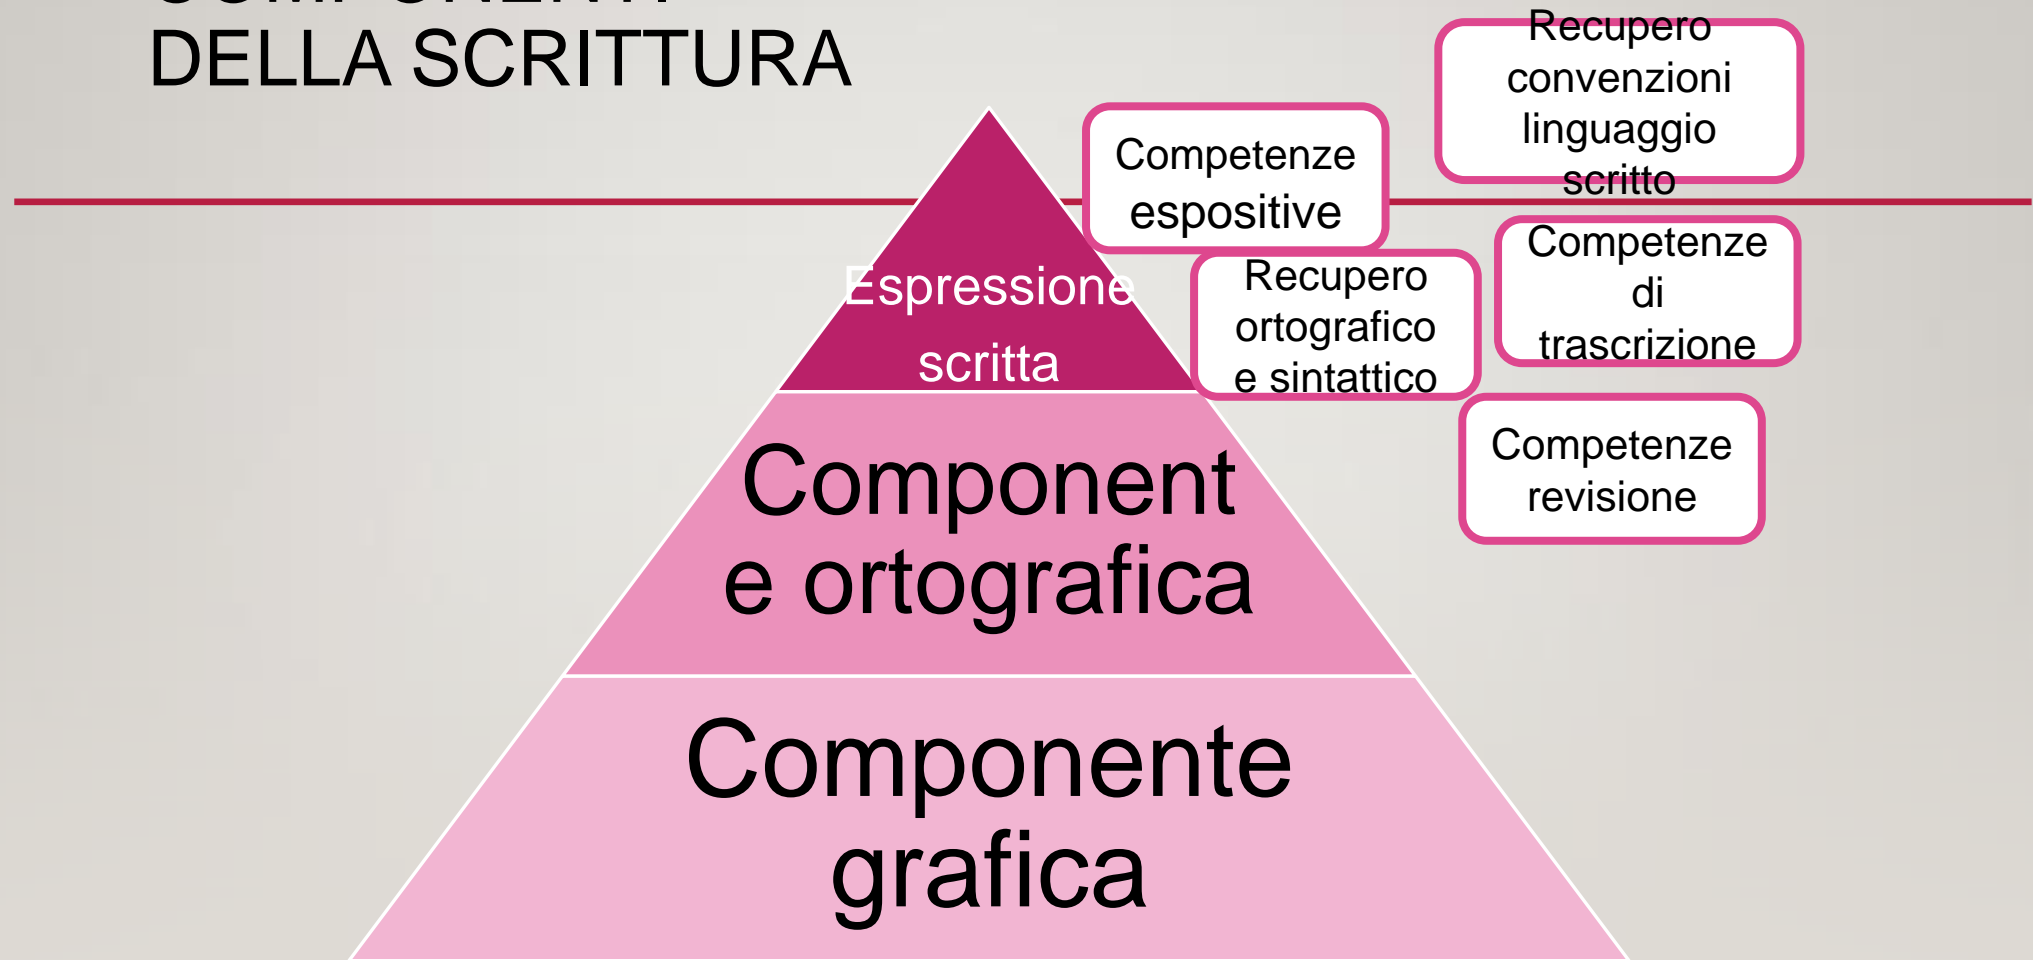 COMPONENTI
DELLA SCRITTURA
Recupero
convenzioni
linguaggio
scritto
Competenze
espositive
Competenze
di
trascrizione
Recupero
ortografico
e sintattico
Espressione
scritta
Competenze
revisione
Component
e ortografica
Componente
grafica